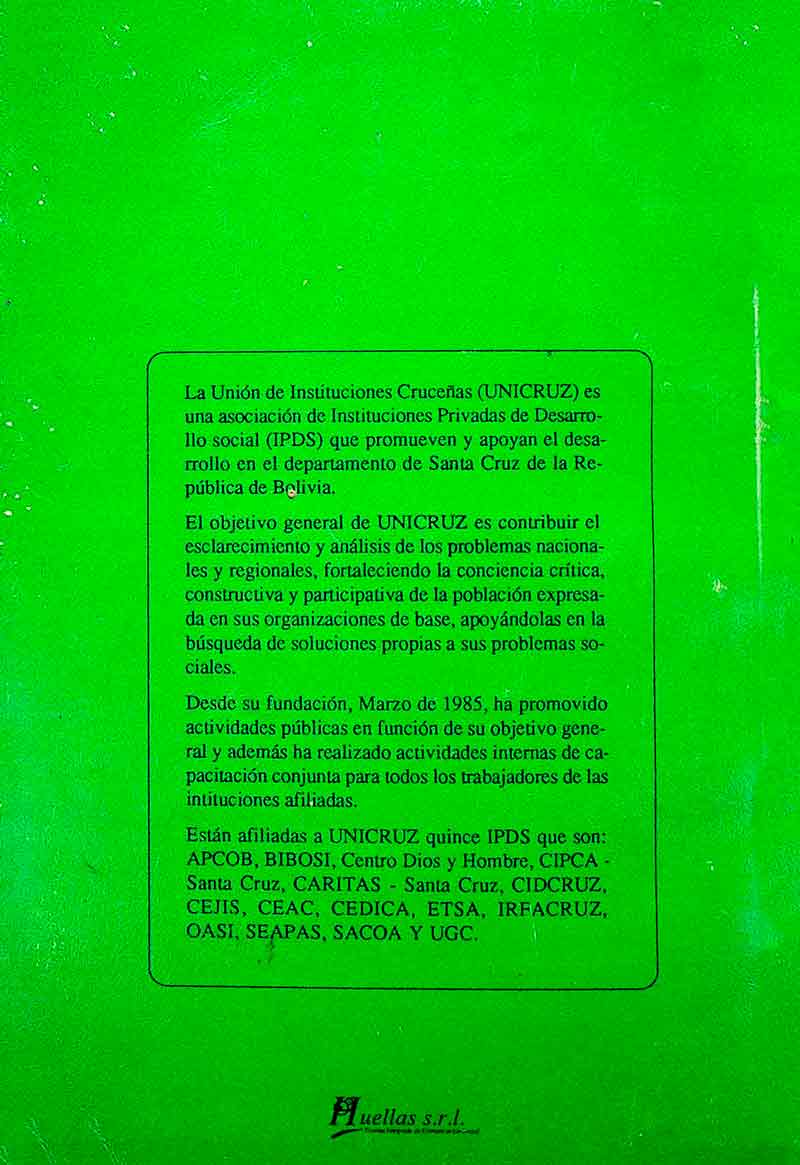 La Unión de Instituciones Cruceñas (UNICRUZ) es
una asociación de Instituciones Privadas de Desarro-
llo social (IPDS) que promueven y apoyan el desa-
rrollo en el departamento de Santa Cruz de la Re-
pública de Bolivia.
El objetivo general de UNICRUZ es contribuir el
esclarecimiento y análisis de los problemas naciona-
les y regionales, fortaleciendo la conciencia crítica,
constructiva y participativa de la población expresa-
da en sus organizaciones de base, apoyándolas en la
búsqueda de soluciones propias a sus problemas so-
ciales.
Desde su fundación, Marzo de 1985, ha promovido
actividades públicas en función de su objetivo gene-
ral y además ha realizado actividades internas de ca-
pacitación conjunta para todos los trabajadores de las
intituciones afiliadas.
Están afiliadas a UNICRUZ quince IPDS que son:
APCOB, BIBOSI, Centro Dios y Hombre, CIPCA -
Santa Cruz, CARITAS - Santa Cruz, CIDCRUZ,
CEJIS, CEAC, CEDICA, ETSA, IRFACRUZ,
OASI, SEAPAS, SACOA Y UGC.
Huellas s.r.l.